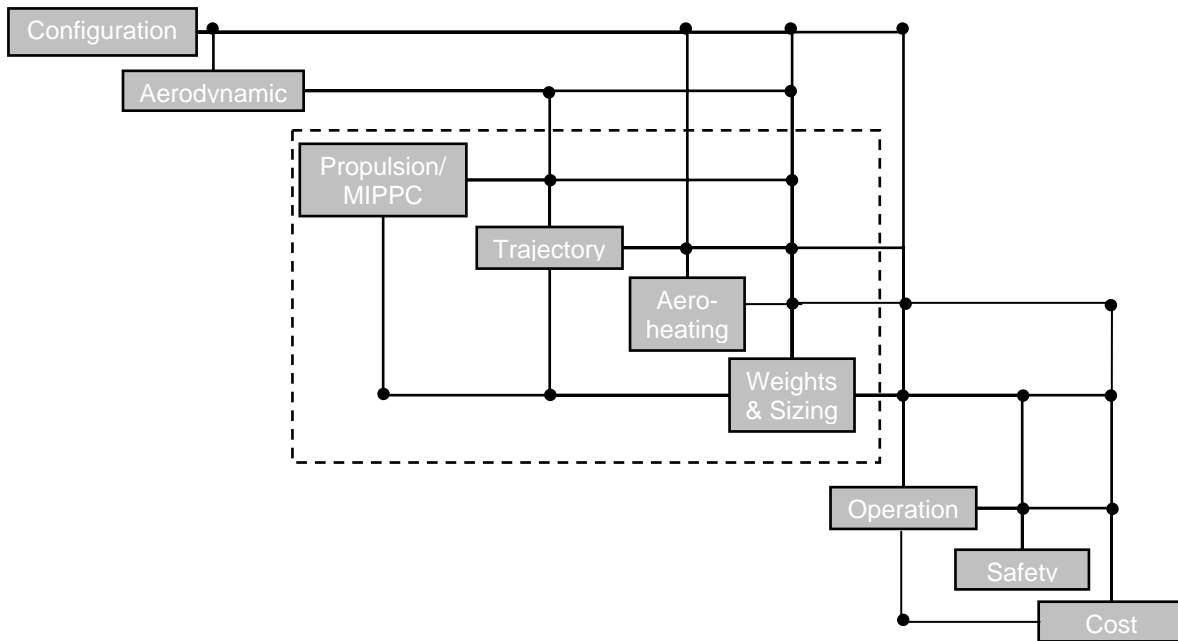 Configuration
Aerodynamic
Propulsion/
MIPPC
Trajectory
Aero-
heating
Weights
& Sizing
Operation
Safety
Cost